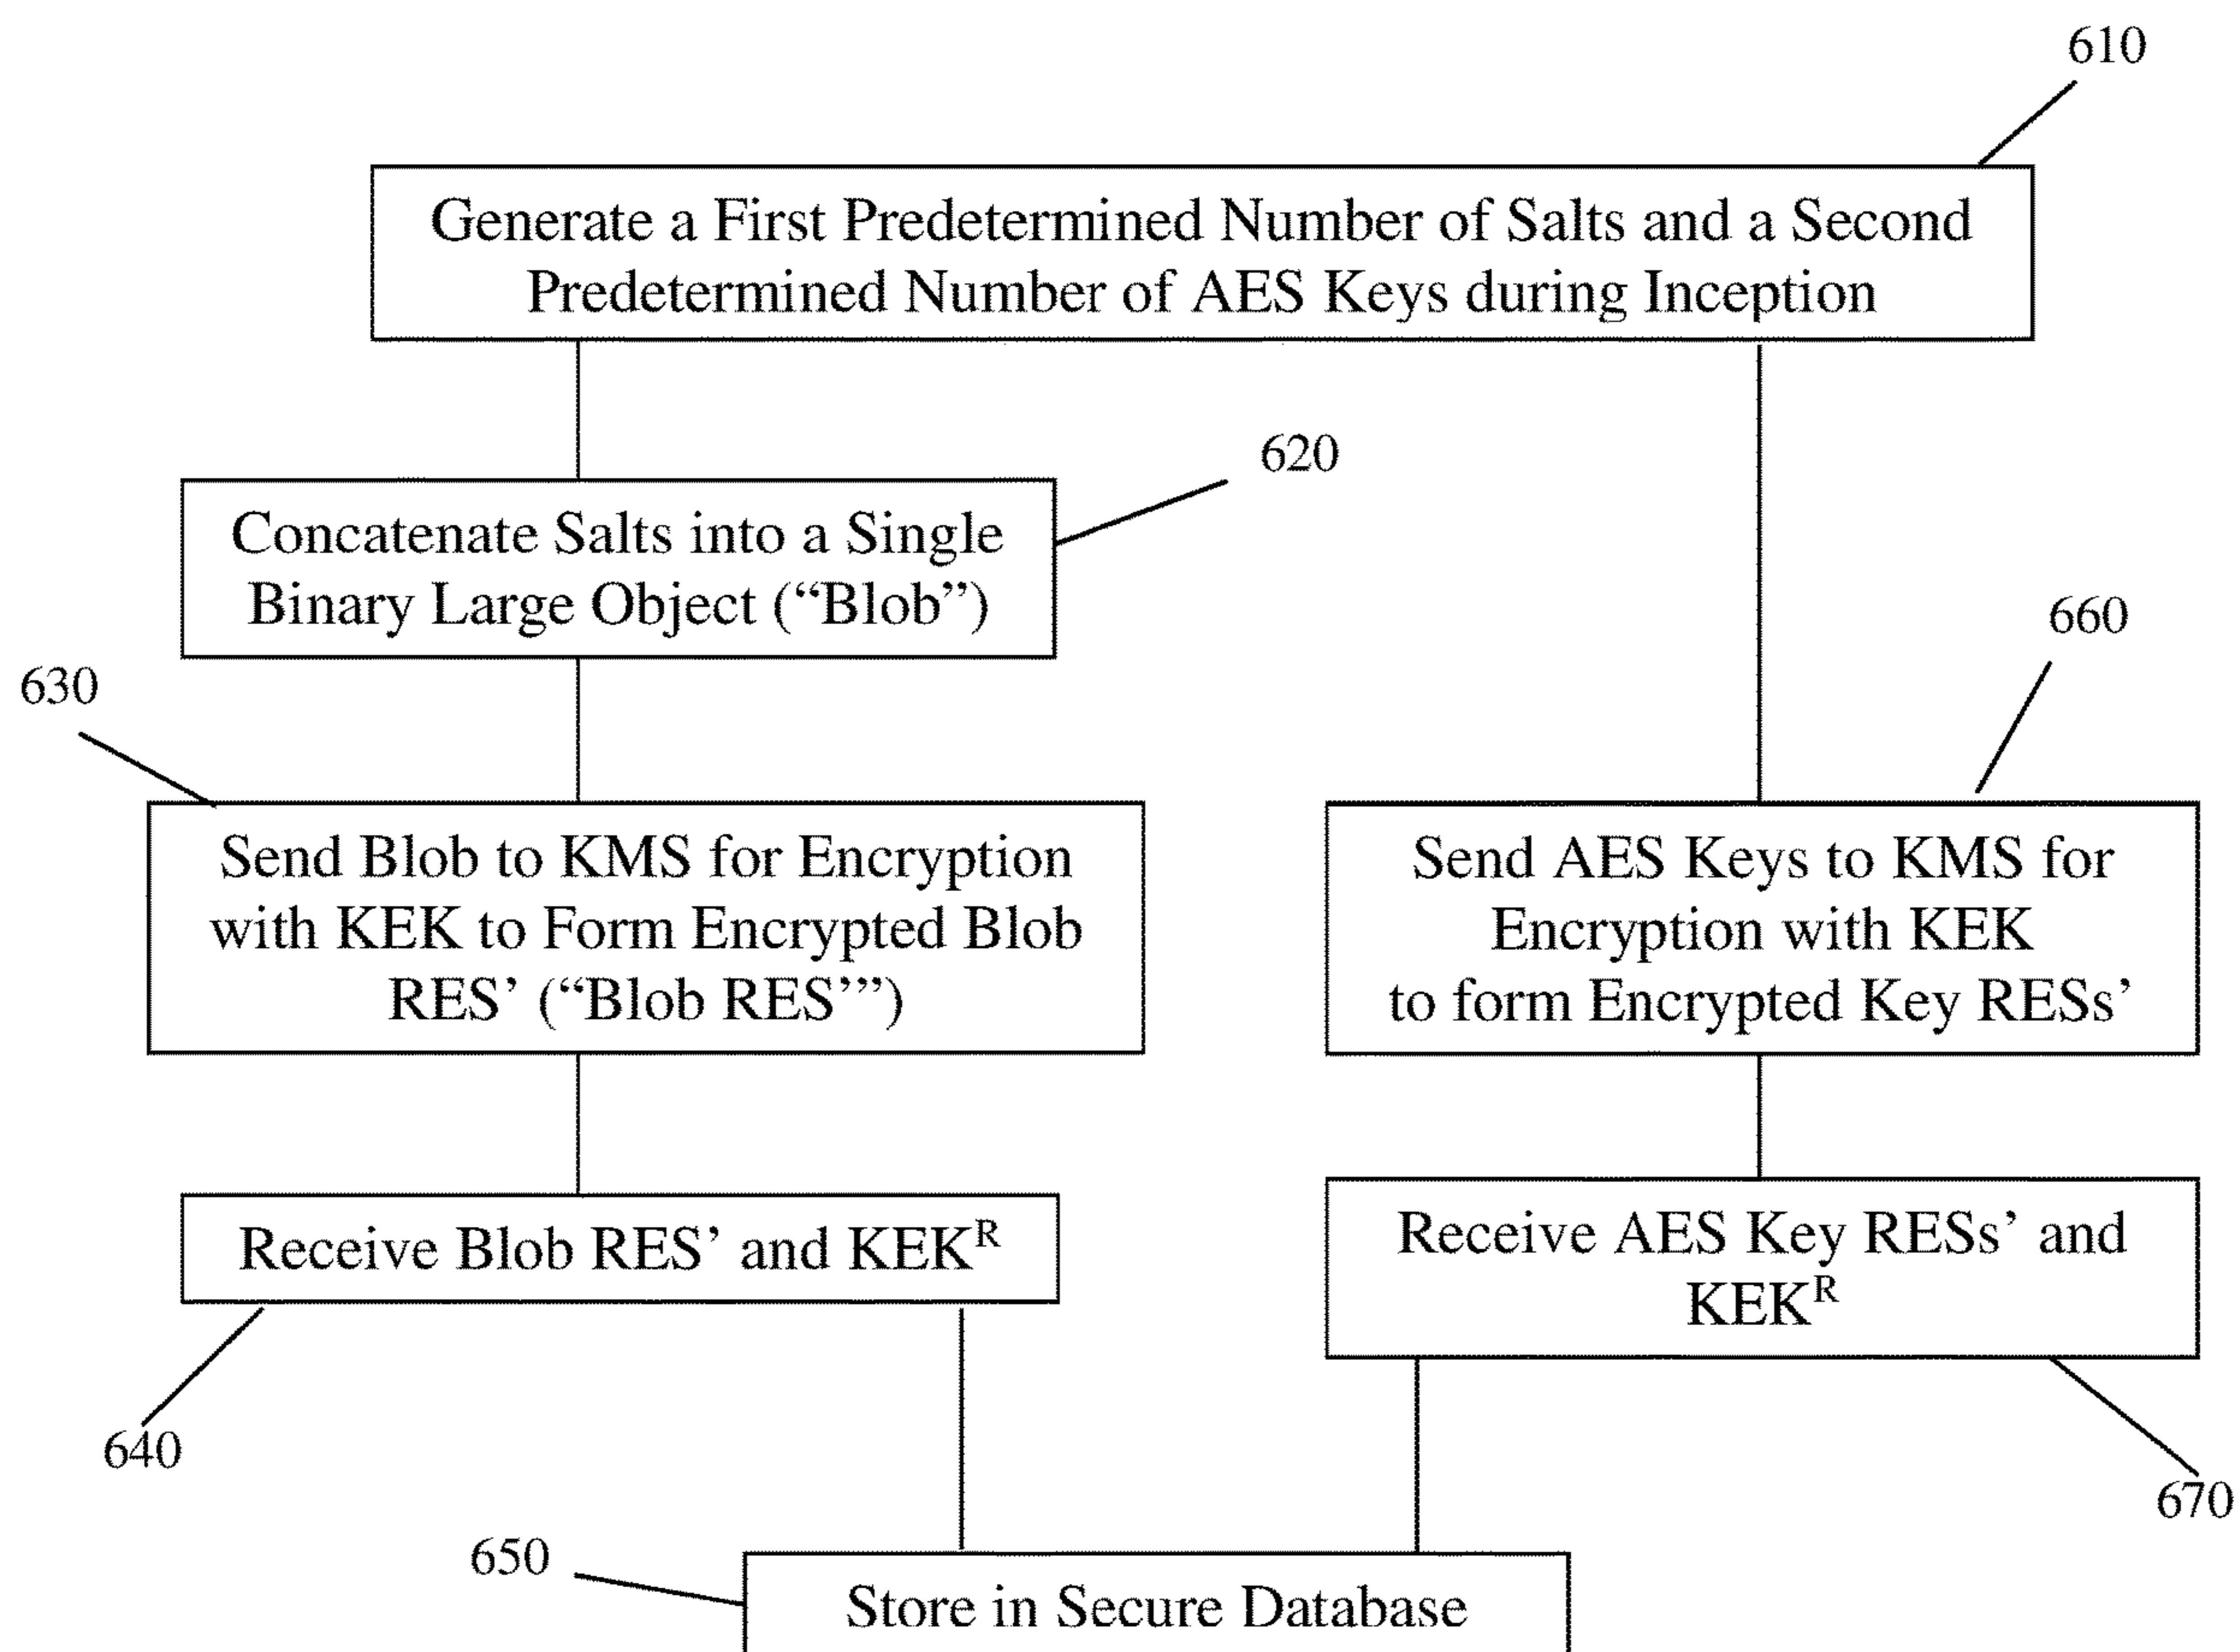 610
Generate a First Predetermined Number of Salts and a Second
Predetermined Number of AES Keys during Inception
620
Concatenate Salts into a Single
Binary Large Object (“Blob”)
630
Send Blob to KMS for Encryption
with KEK to Form Encrypted Blob
RES’ (“Blob RES’”)
660
Send AES Keys to KMS for
Encryption with KEK
to form Encrypted Key RESs’
Receive Blob RES’ and KEKᴿ
640
Receive AES Key RESs’ and
KEKᴿ
670
650
Store in Secure Database